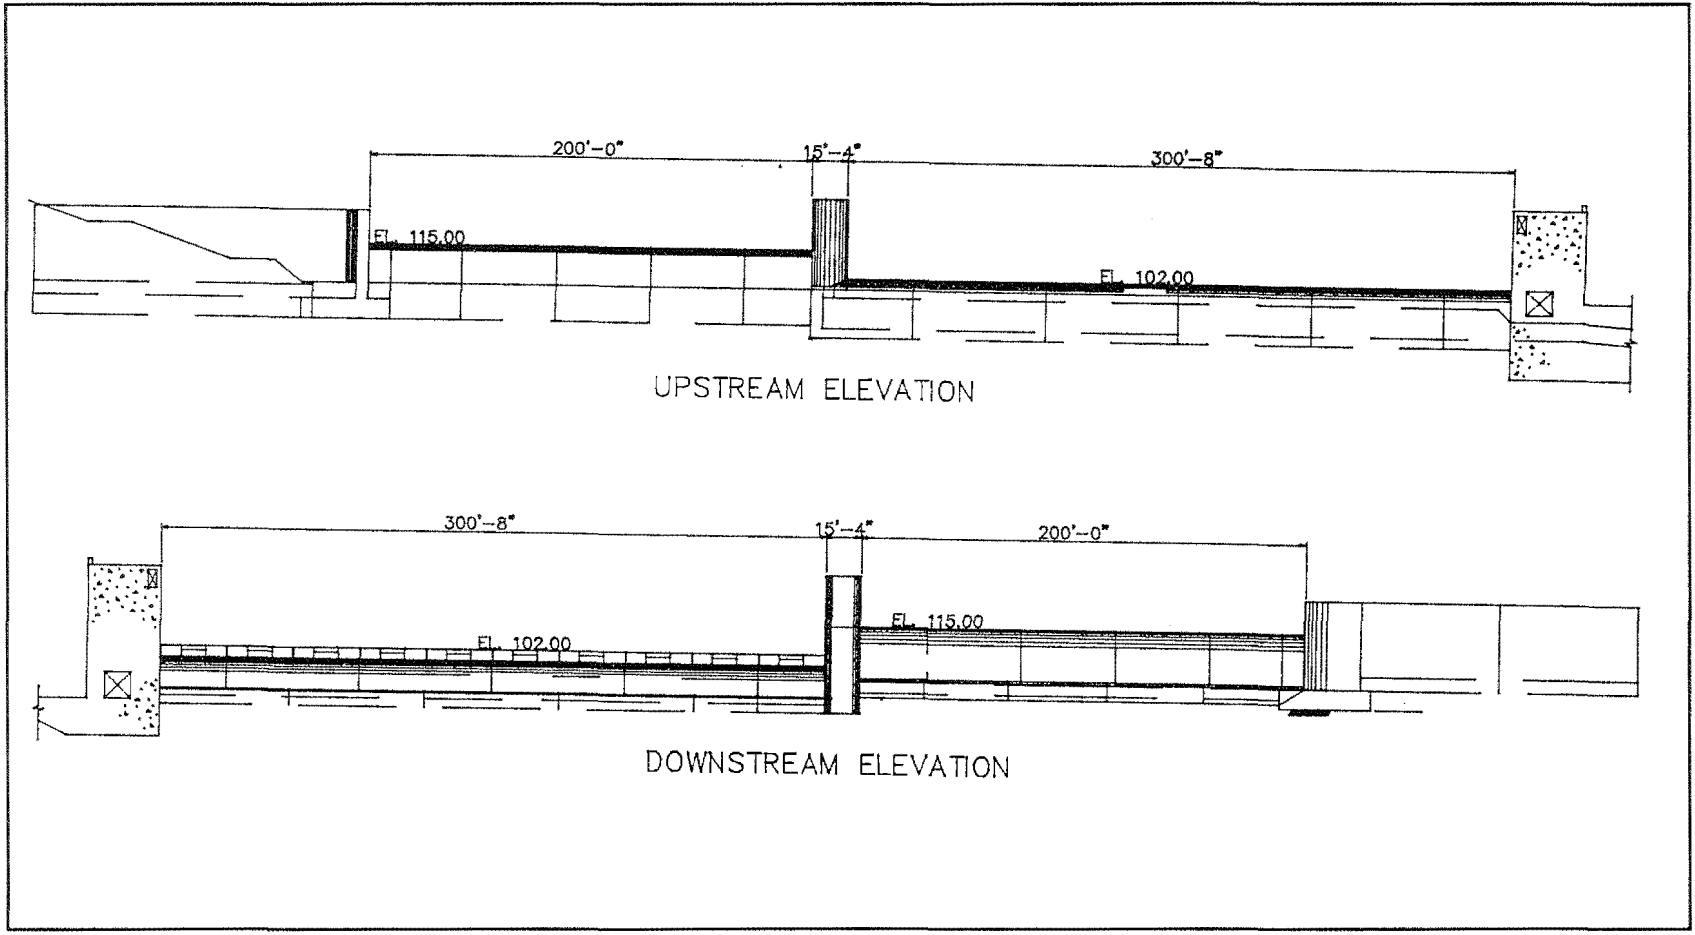 200'-0" 15'-4" 300'-8"
EL. 115.00
EL. 102.00
UPSTREAM ELEVATION
300'-8" 15'-4" 200'-0"
EL. 115.00
EL. 102.00
DOWNSTREAM ELEVATION